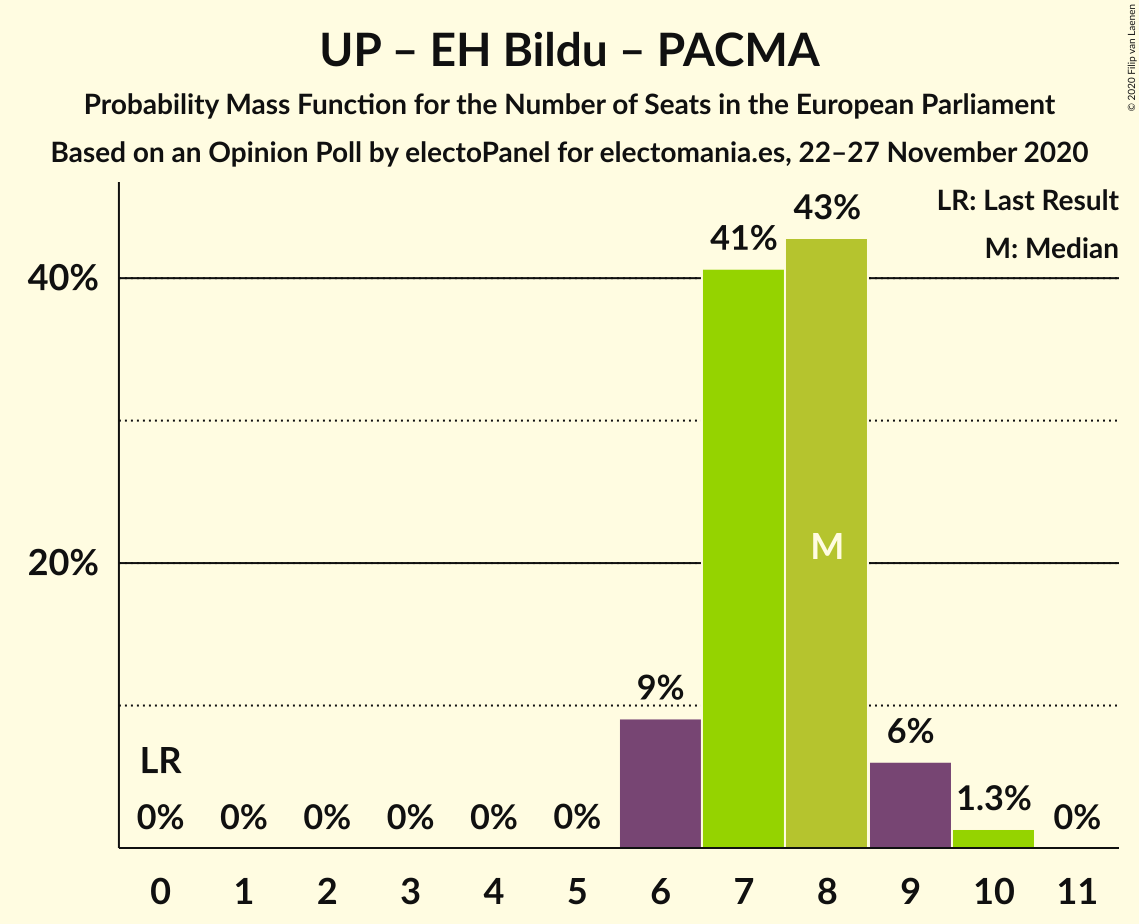 UP – EH Bildu – PACMA
Probability Mass Function for the Number of Seats in the European Parliament
Based on an Opinion Poll by electoPanel for electomania.es, 22–27 November 2020
© 2020 Filip van Laenen
LR: Last Result
M: Median
43%
41%
40%
M
20%
9%
6%
LR
1.3%
0% 0% 0% 0% 0% 0% 0%
0 1 2 3 4 5 6 7 8 9 10 11